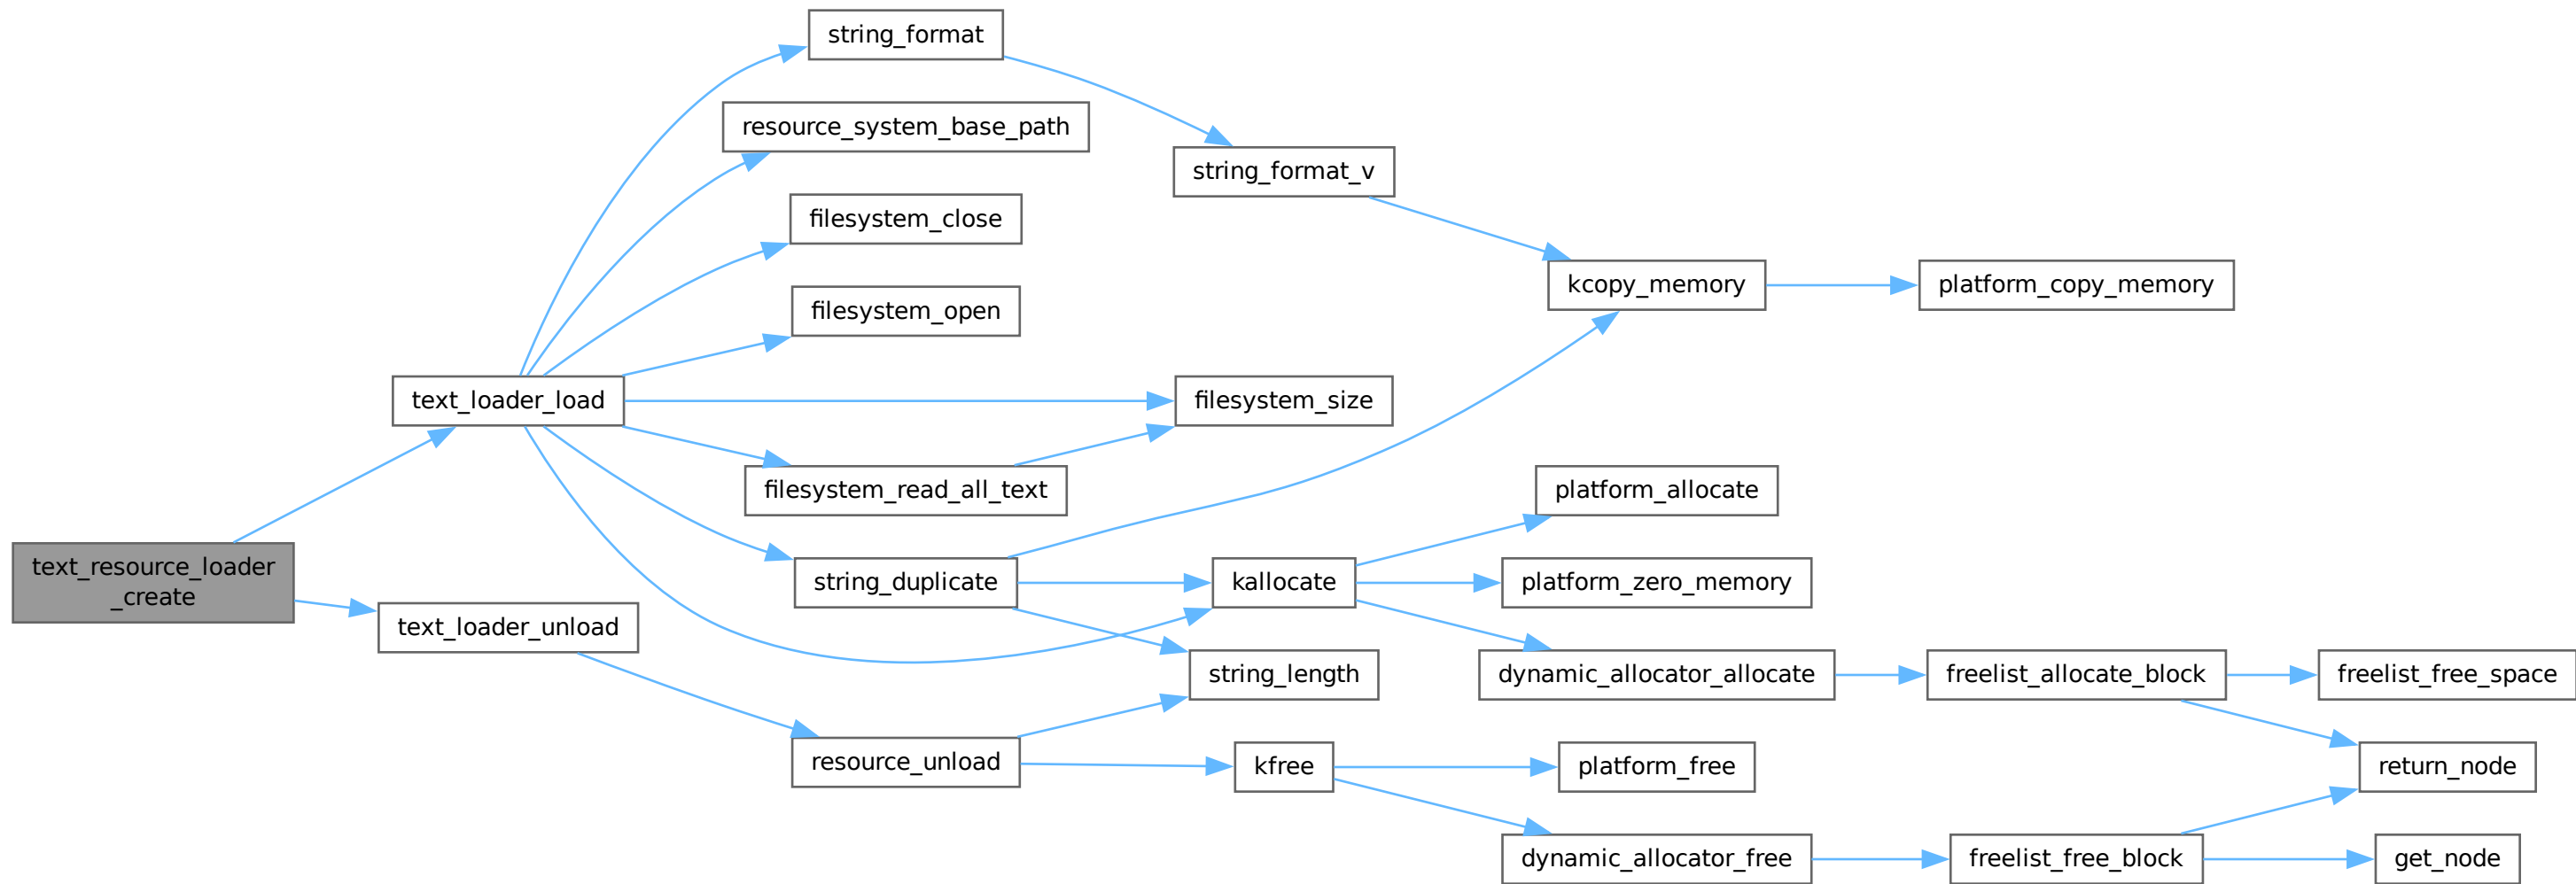 string_format
resource_system_base_path
string_format_v
filesystem_close
kcopy_memory
platform_copy_memory
filesystem_open
text_loader_load
filesystem_size
filesystem_read_all_text
platform_allocate
text_resource_loader
_create
string_duplicate
kallocate
platform_zero_memory
text_loader_unload
string_length
dynamic_allocator_allocate
freelist_allocate_block
freelist_free_space
resource_unload
kfree
platform_free
return_node
dynamic_allocator_free
freelist_free_block
get_node